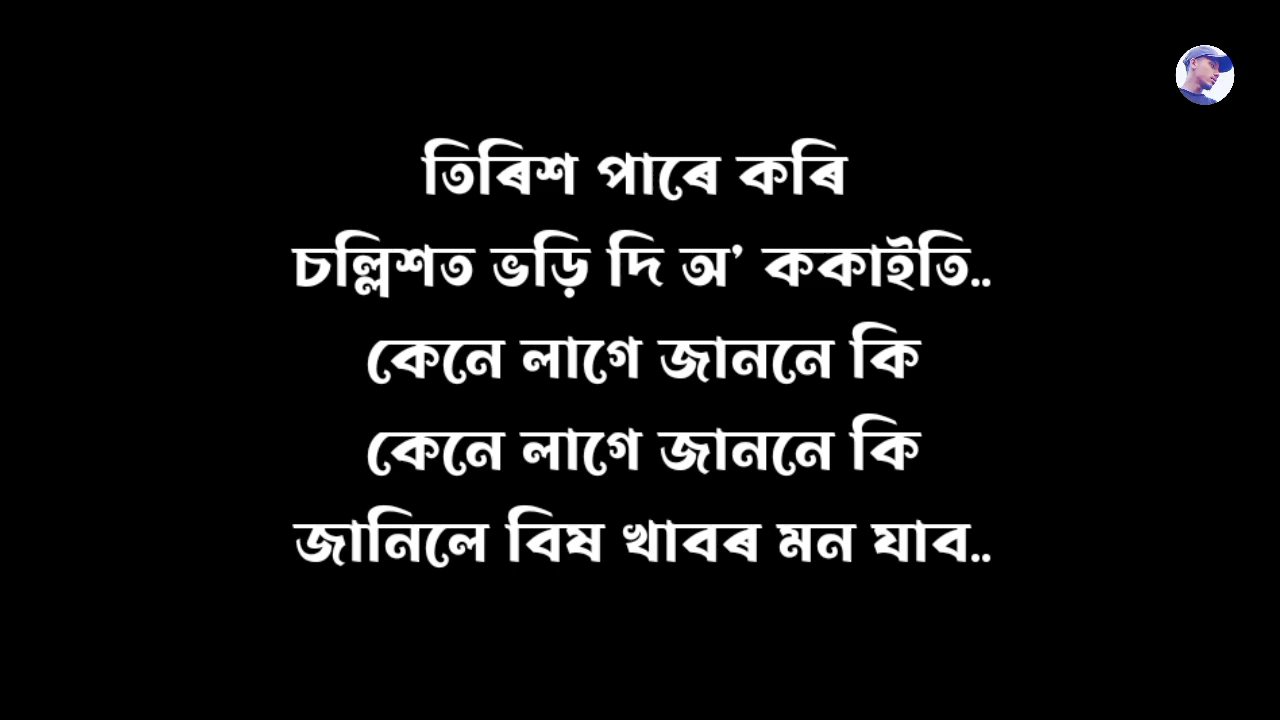 তিৰিশ পাৰে কৰি
চল্লিশত ভড়ি দি অ’ ককাইতি..
কেনে লাগে জাননে কি
কেনে লাগে জাননে কি
জানিলে বিষ খাবৰ মন যাব..